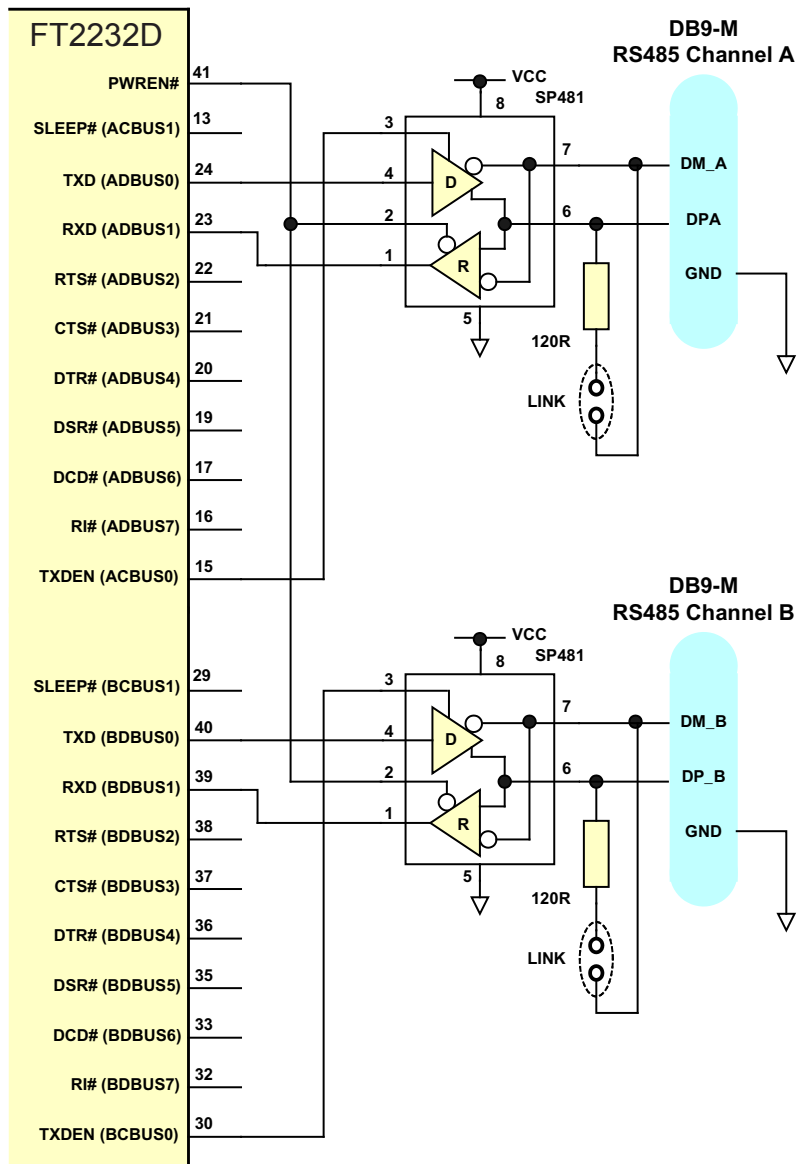 FT2232D
DB9-M
RS485 Channel A
PWREN# 41
VCC
SP481
8
SLEEP# (ACBUS1) 13
3
7
DM_A
TXD (ADBUS0) 24
4
D
RXD (ADBUS1) 23
2
6
DPA
1
R
RTS# (ADBUS2) 22
GND
5
CTS# (ADBUS3) 21
120R
DTR# (ADBUS4) 20
LINK
DSR# (ADBUS5) 19
DCD# (ADBUS6) 17
RI# (ADBUS7) 16
TXDEN (ACBUS0) 15
DB9-M
RS485 Channel B
VCC
SP481
8
SLEEP# (BCBUS1) 29
3
7
DM_B
TXD (BDBUS0) 40
4
D
RXD (BDBUS1) 39
2
6
DP_B
1
R
RTS# (BDBUS2) 38
GND
5
CTS# (BDBUS3) 37
120R
DTR# (BDBUS4) 36
LINK
DSR# (BDBUS5) 35
DCD# (BDBUS6) 33
RI# (BDBUS7) 32
TXDEN (BCBUS0) 30